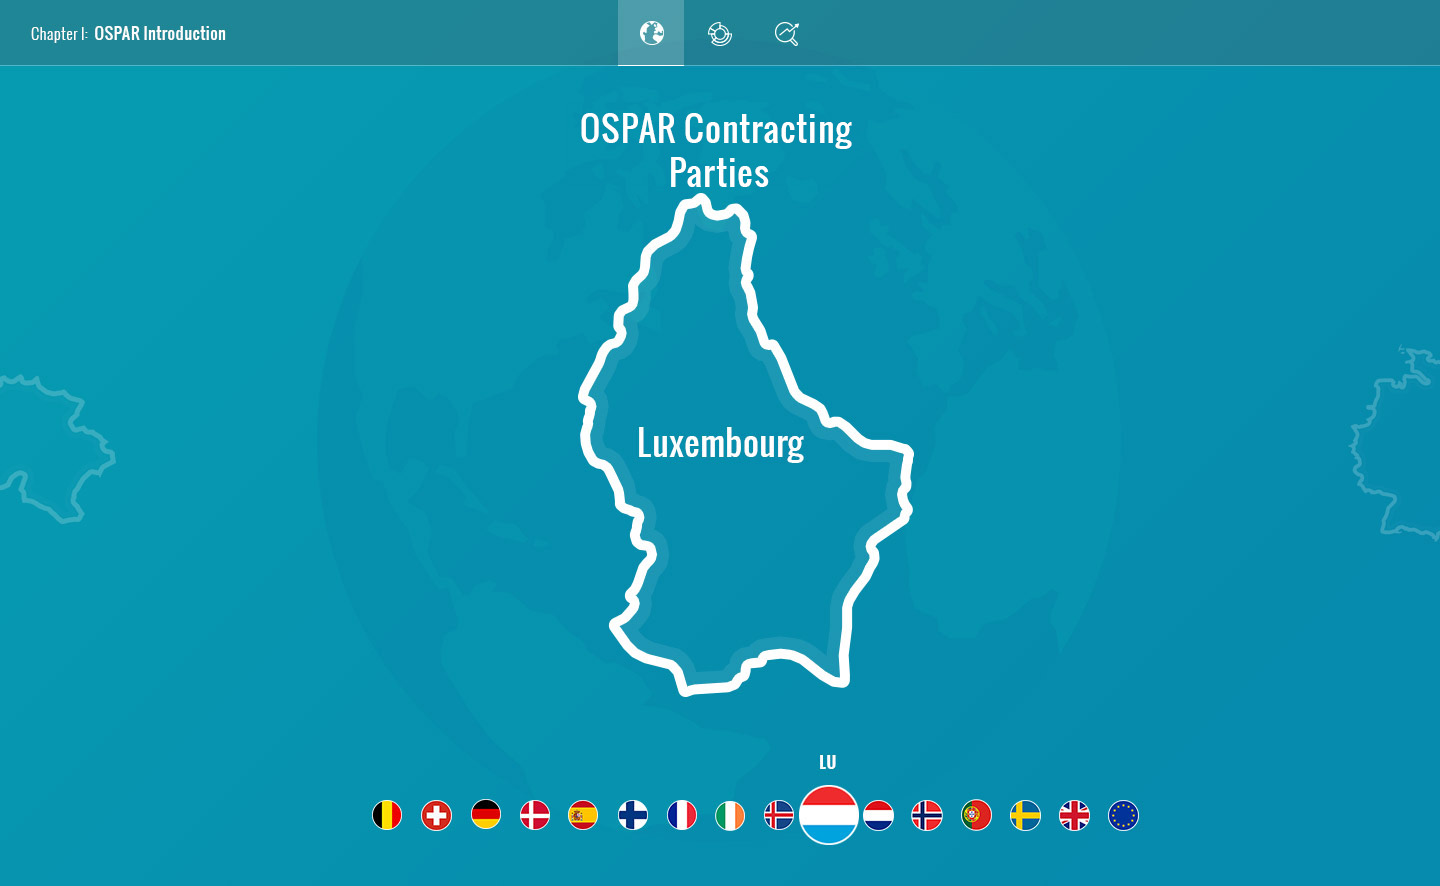 Chapter I: OSPAR Introduction
OSPAR Contracting
Parties
Luxembourg
LU